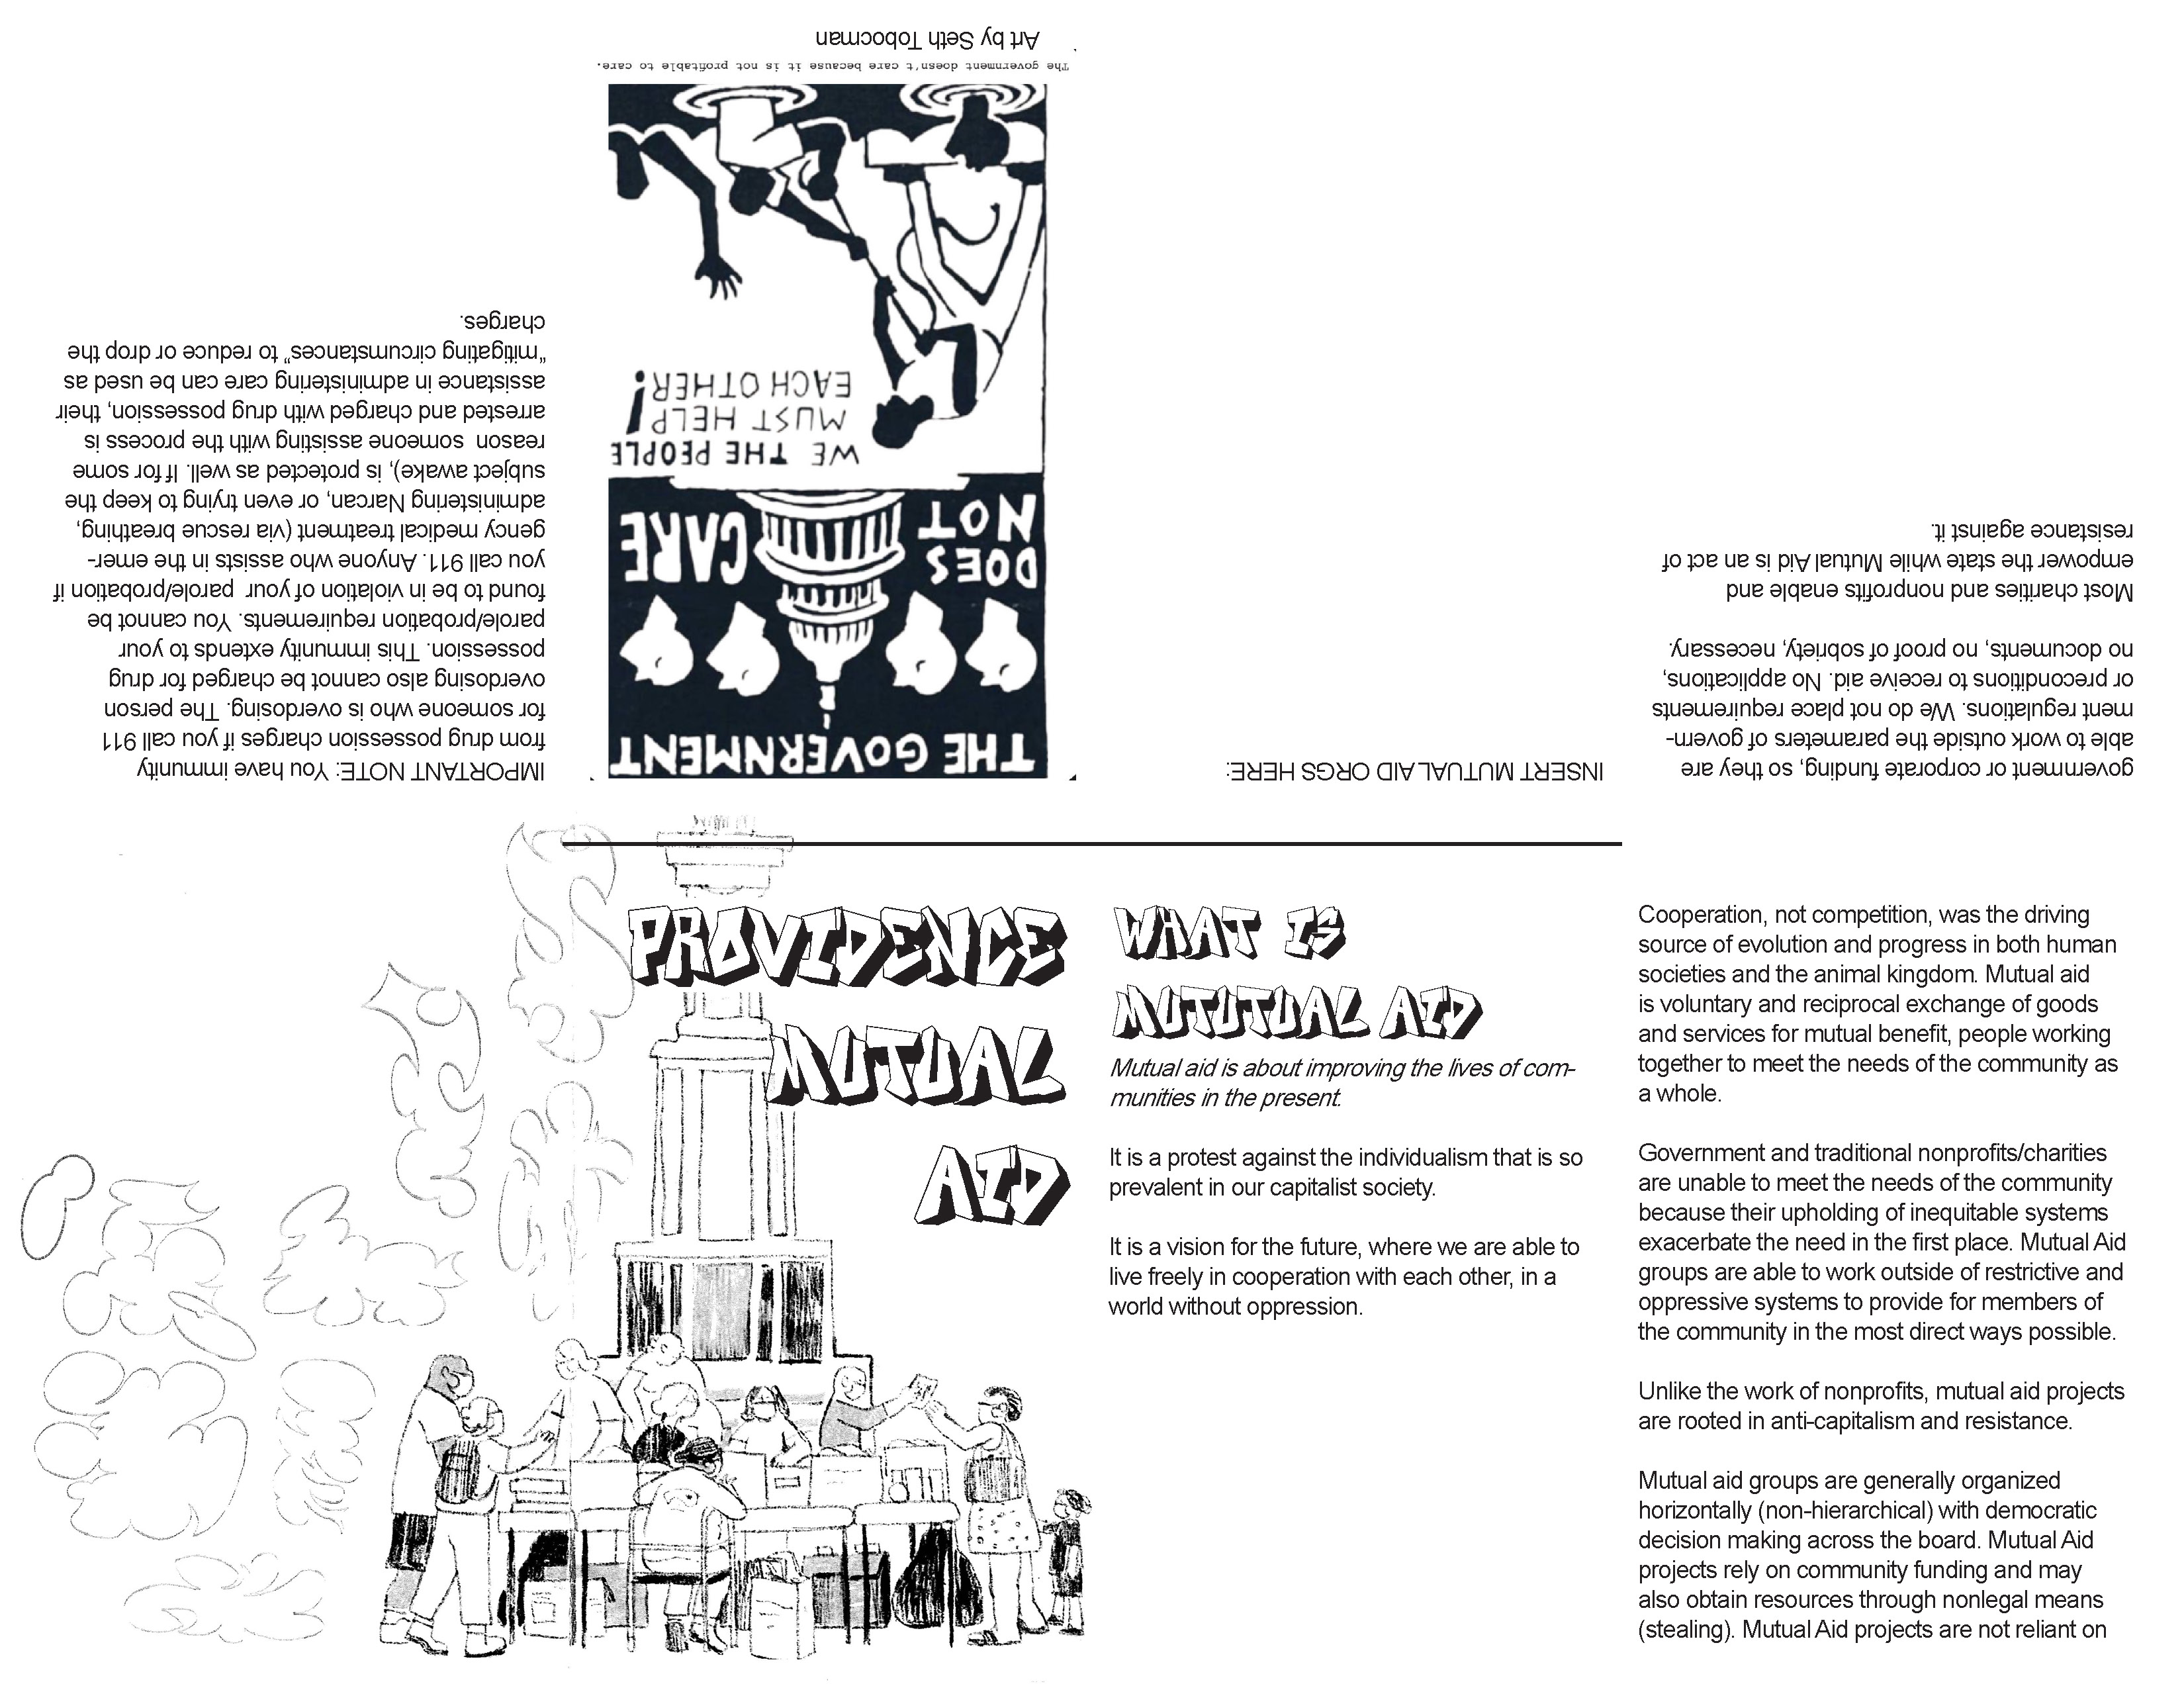 PROVIDENCE
MUTUAL
AID
WHAT IS
MUTUTUAL AID
Mutual aid is about improving the lives of com-
munities in the present.
It is a protest against the individualism that is so
prevalent in our capitalist society.
It is a vision for the future, where we are able to
live freely in cooperation with each other, in a
world without oppression.
Cooperation, not competition, was the driving
source of evolution and progress in both human
societies and the animal kingdom. Mutual aid
is voluntary and reciprocal exchange of goods
and services for mutual benefit, people working
together to meet the needs of the community as
a whole.
Government and traditional nonprofits/charities
are unable to meet the needs of the community
because their upholding of inequitable systems
exacerbate the need in the first place. Mutual Aid
groups are able to work outside of restrictive and
oppressive systems to provide for members of
the community in the most direct ways possible.
Unlike the work of nonprofits, mutual aid projects
are rooted in anti-capitalism and resistance.
Mutual aid groups are generally organized
horizontally (non-hierarchical) with democratic
decision making across the board. Mutual Aid
projects rely on community funding and may
also obtain resources through nonlegal means
(stealing). Mutual Aid projects are not reliant on
government or corporate funding, so they are
able to work outside the parameters of govern-
ment regulations. We do not place requirements
or preconditions to receive aid. No applications,
no documents, no proof of sobriety, necessary.
Most charities and nonprofits enable and
empower the state while Mutual Aid is an act of
resistance against it.
INSERT MUTUAL AID ORGS HERE:
THE GOVERNMENT
DOES
NOT
CARE
WE THE PEOPLE
MUST HELP
EACH OTHER!
The government doesn't care because it is not profitable to care.
Art by Seth Tobocman
IMPORTANT NOTE: You have immunity
from drug possession charges if you call 911
for someone who is overdosing. The person
overdosing also cannot be charged for drug
possession. This immunity extends to your
parole/probation requirements. You cannot be
found to be in violation of your parole/probation if
you call 911. Anyone who assists in the emer-
gency medical treatment (via rescue breathing,
administering Narcan, or even trying to keep the
subject awake), is protected as well. If for some
reason someone assisting with the process is
arrested and charged with drug possession, their
assistance in administering care can be used as
"mitigating circumstances" to reduce or drop the
charges.